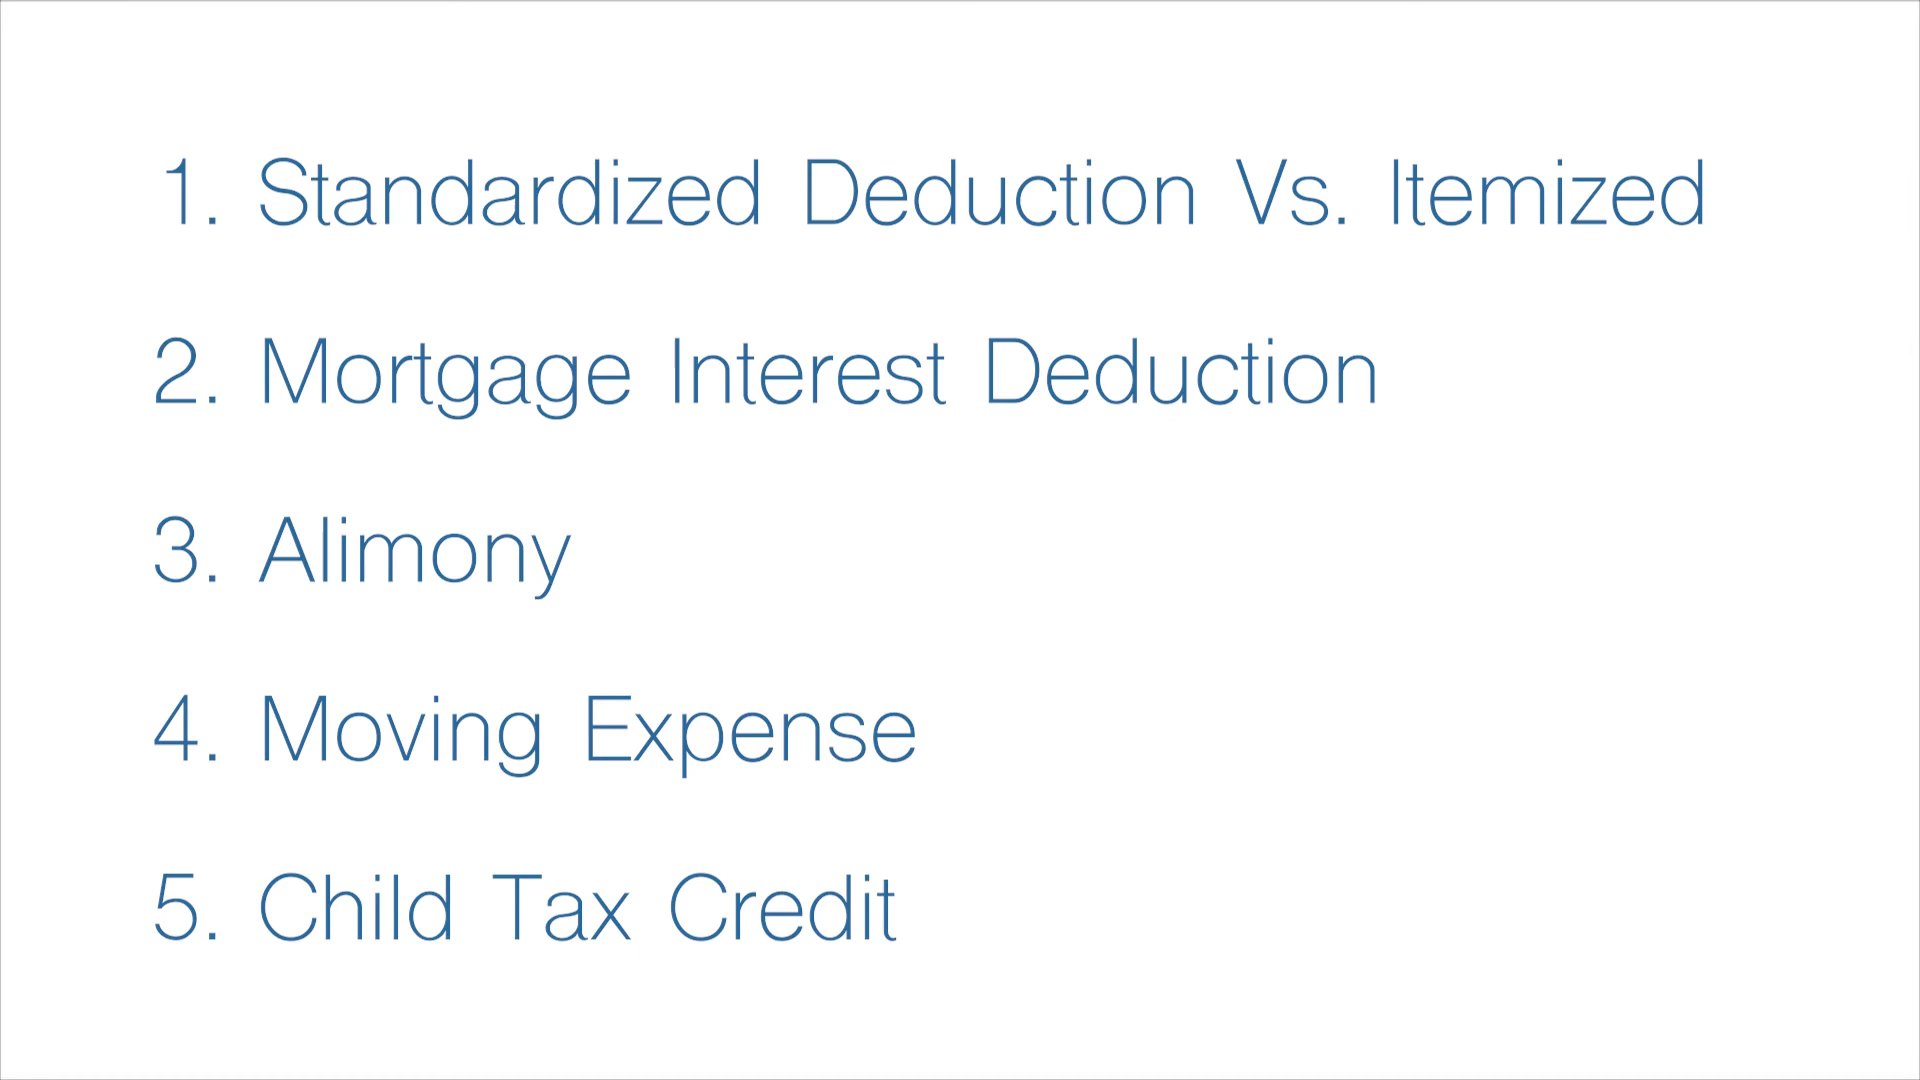 1. Standardized Deduction Vs. Itemized
2. Mortgage Interest Deduction
3. Alimony
4. Moving Expense
5. Child Tax Credit